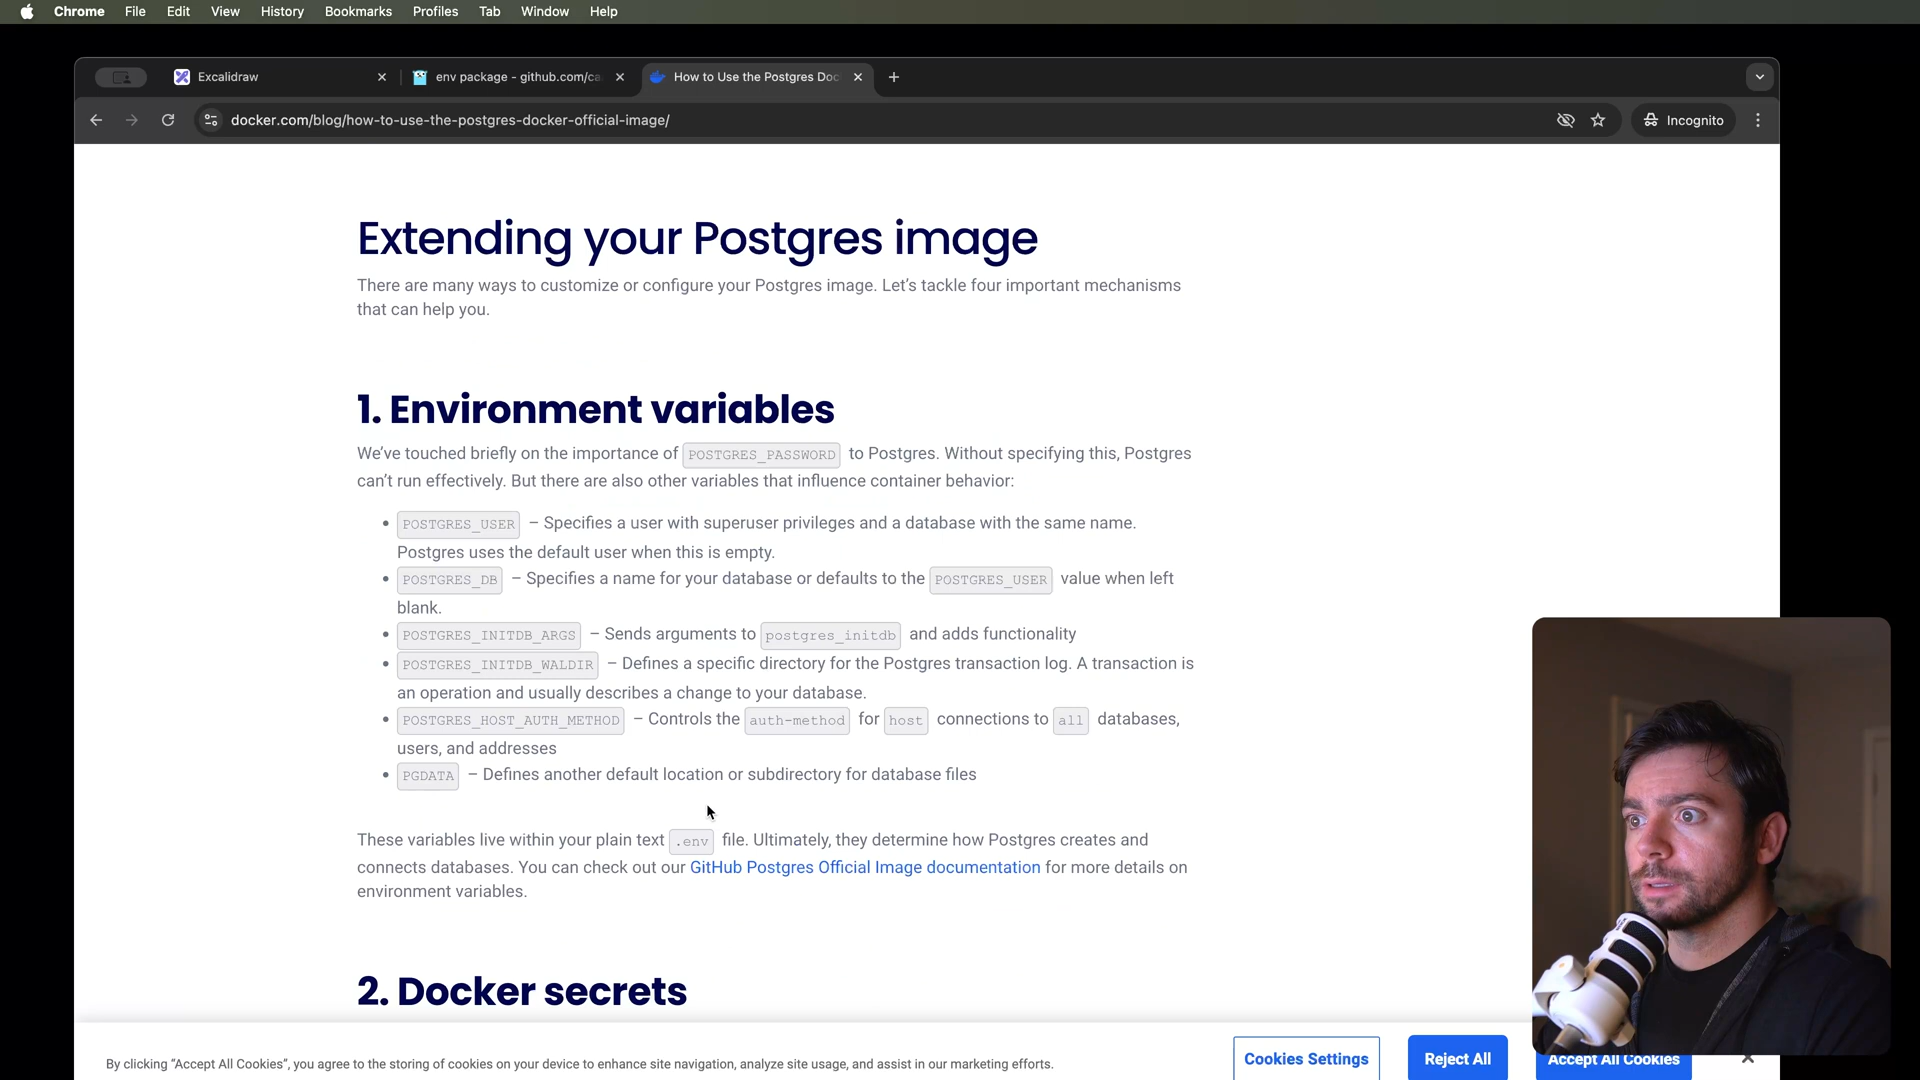 Chrome File Edit View History Bookmarks Profiles Tab Window Help
Excalidraw
env package - github.com/ca
How to Use the Postgres Doc
docker.com/blog/how-to-use-the-postgres-docker-official-image/
Incognito
Extending your Postgres image
There are many ways to customize or configure your Postgres image. Let’s tackle four important mechanisms
that can help you.
1. Environment variables
We’ve touched briefly on the importance of POSTGRES_PASSWORD to Postgres. Without specifying this, Postgres
can’t run effectively. But there are also other variables that influence container behavior:
• POSTGRES_USER – Specifies a user with superuser privileges and a database with the same name.
Postgres uses the default user when this is empty.
• POSTGRES_DB – Specifies a name for your database or defaults to the POSTGRES_USER value when left
blank.
• POSTGRES_INITDB_ARGS – Sends arguments to postgres_initdb and adds functionality
• POSTGRES_INITDB_WALDIR – Defines a specific directory for the Postgres transaction log. A transaction is
an operation and usually describes a change to your database.
• POSTGRES_HOST_AUTH_METHOD – Controls the auth-method for host connections to all databases,
users, and addresses
• PGDATA – Defines another default location or subdirectory for database files
These variables live within your plain text .env file. Ultimately, they determine how Postgres creates and
connects databases. You can check out our GitHub Postgres Official Image documentation for more details on
environment variables.
2. Docker secrets
By clicking “Accept All Cookies”, you agree to the storing of cookies on your device to enhance site navigation, analyze site usage, and assist in our marketing efforts.
Cookies Settings
Reject All
Accept All Cookies